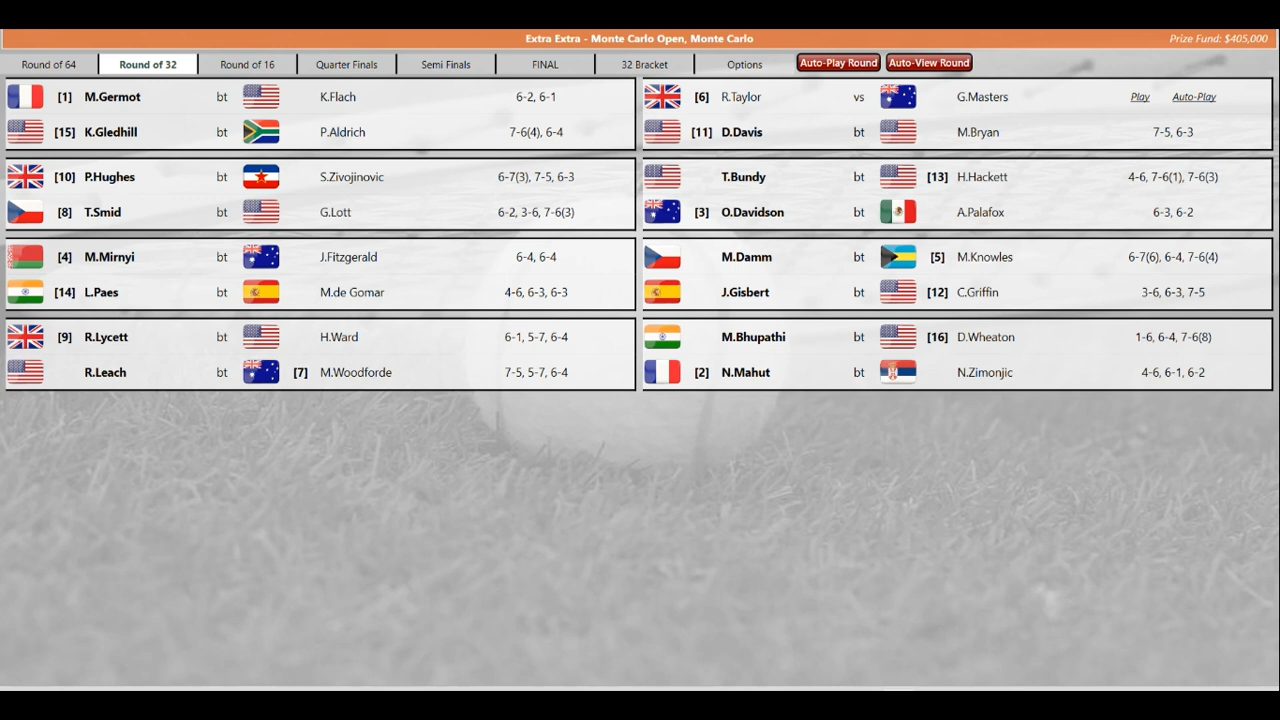 Extra Extra - Monte Carlo Open, Monte Carlo Prize Fund: $405,000
Round of 64 Round of 32 Round of 16 Quarter Finals Semi Finals FINAL 32 Bracket Options Auto-Play Round Auto-View Round
[1] M.Germot bt K.Flach 6-2, 6-1
[15] K.Gledhill bt P.Aldrich 7-6(4), 6-4
[10] P.Hughes bt S.Zivojinovic 6-7(3), 7-5, 6-3
[8] T.Smid bt G.Lott 6-2, 3-6, 7-6(3)
[4] M.Mirnyi bt J.Fitzgerald 6-4, 6-4
[14] L.Paes bt M.de Gomar 4-6, 6-3, 6-3
[9] R.Lycett bt H.Ward 6-1, 5-7, 6-4
R.Leach bt [7] M.Woodforde 7-5, 5-7, 6-4
[6] R.Taylor vs G.Masters Play Auto-Play
[11] D.Davis bt M.Bryan 7-5, 6-3
T.Bundy bt [13] H.Hackett 4-6, 7-6(1), 7-6(3)
[3] O.Davidson bt A.Palafox 6-3, 6-2
M.Damm bt [5] M.Knowles 6-7(6), 6-4, 7-6(4)
J.Gisbert bt [12] C.Griffin 3-6, 6-3, 7-5
M.Bhupathi bt [16] D.Wheaton 1-6, 6-4, 7-6(8)
[2] N.Mahut bt N.Zimonjic 4-6, 6-1, 6-2